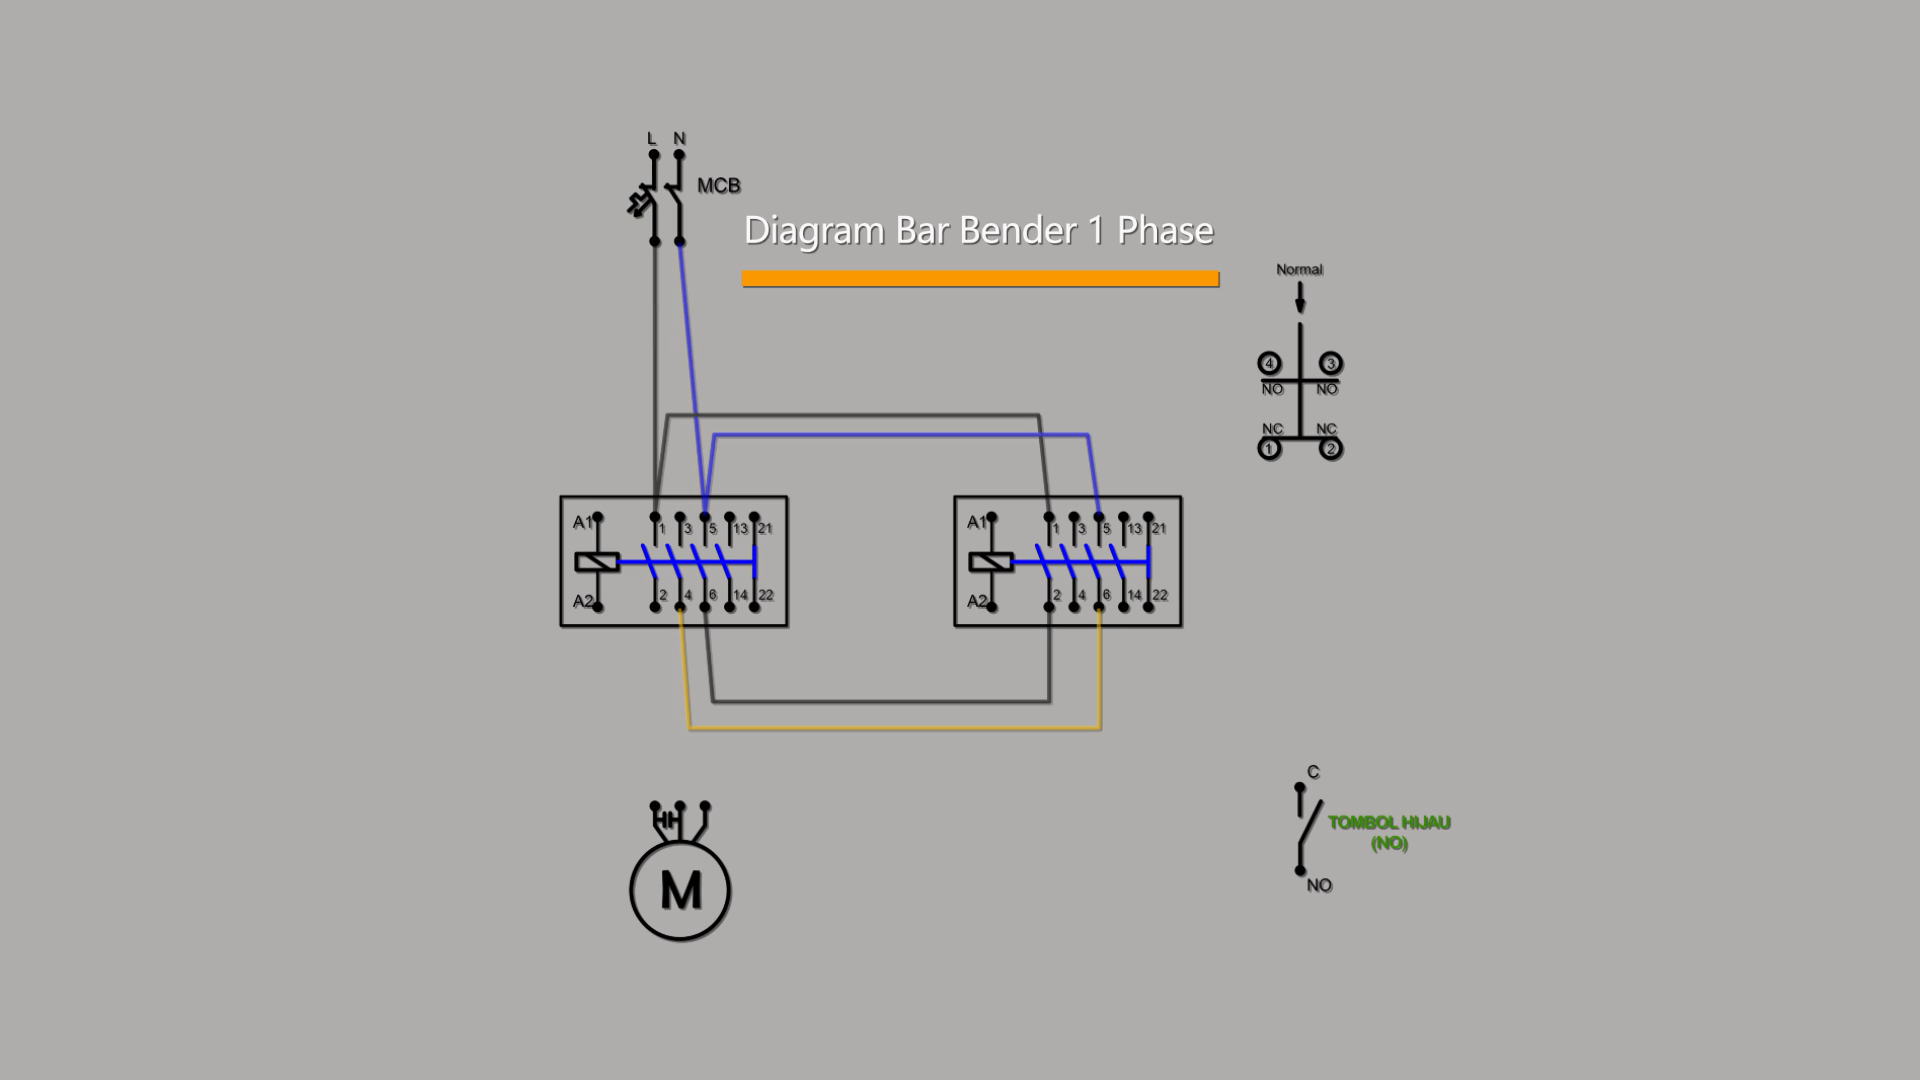 L N
MCB
Diagram Bar Bender 1 Phase
Normal
4 3
NO NO
NC NC
1 2
A1 1 3 5 13 21
A2 2 4 6 14 22
A1 1 3 5 13 21
A2 2 4 6 14 22
C
TOMBOL HIJAU
(NO)
NO
M